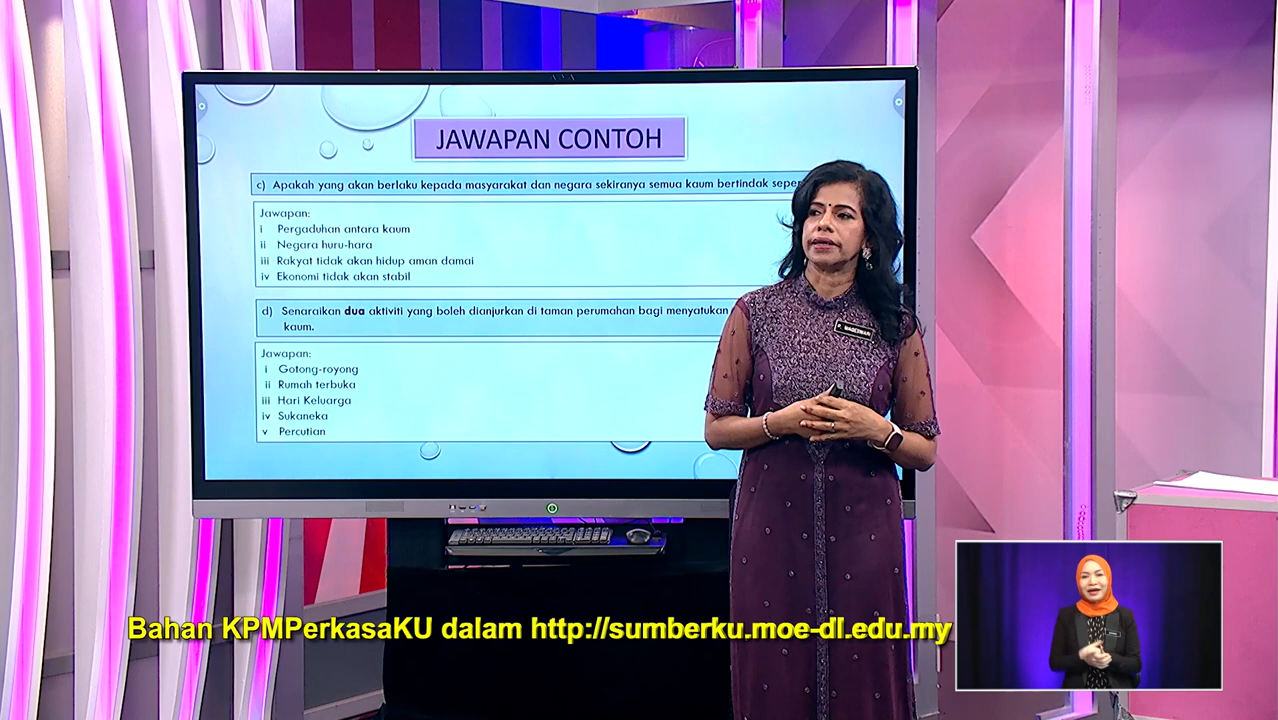 JAWAPAN CONTOH
c) Apakah yang akan berlaku kepada masyarakat dan negara sekiranya semua kaum bertindak
Jawapan:
i Pergaduhan antara kaum
ii Negara huru-hara
iii Rakyat tidak akan hidup aman damai
iv Ekonomi tidak akan stabil
d) Senaraikan dua aktiviti yang boleh dianjurkan di taman perumahan bagi menyatukan
kaum.
Jawapan:
i Gotong-royong
ii Rumah terbuka
iii Hari Keluarga
iv Sukaneka
v Percutian
Bahan KPMPerkasaKU dalam http://sumberku.moe-dl.edu.my